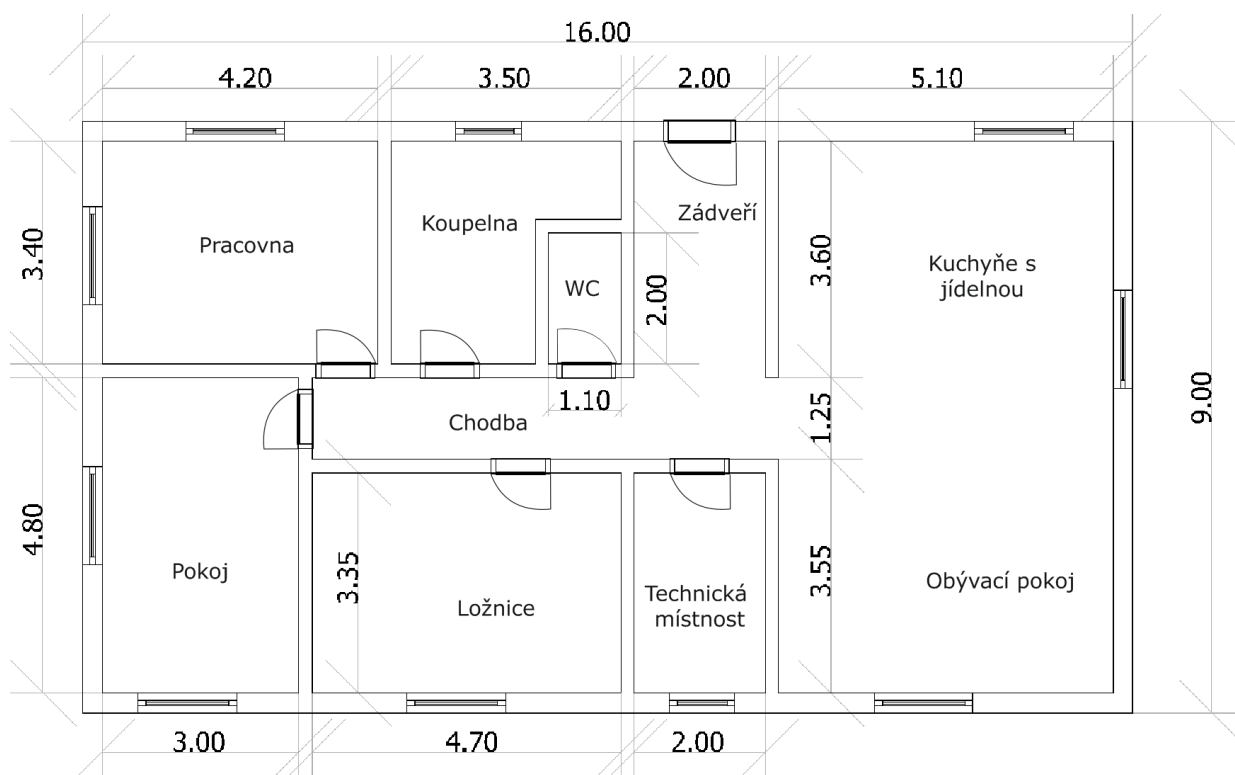 16.00
4.20
3.50
2.00
5.10
Pracovna
Koupelna
Zádveří
Kuchyňe s
jídelnou
WC
3.40
2.00
3.60
9.00
1.10
1.25
Chodba
4.80
Pokoj
3.35
Ložnice
Technická
místnost
3.55
Obývací pokoj
3.00
4.70
2.00